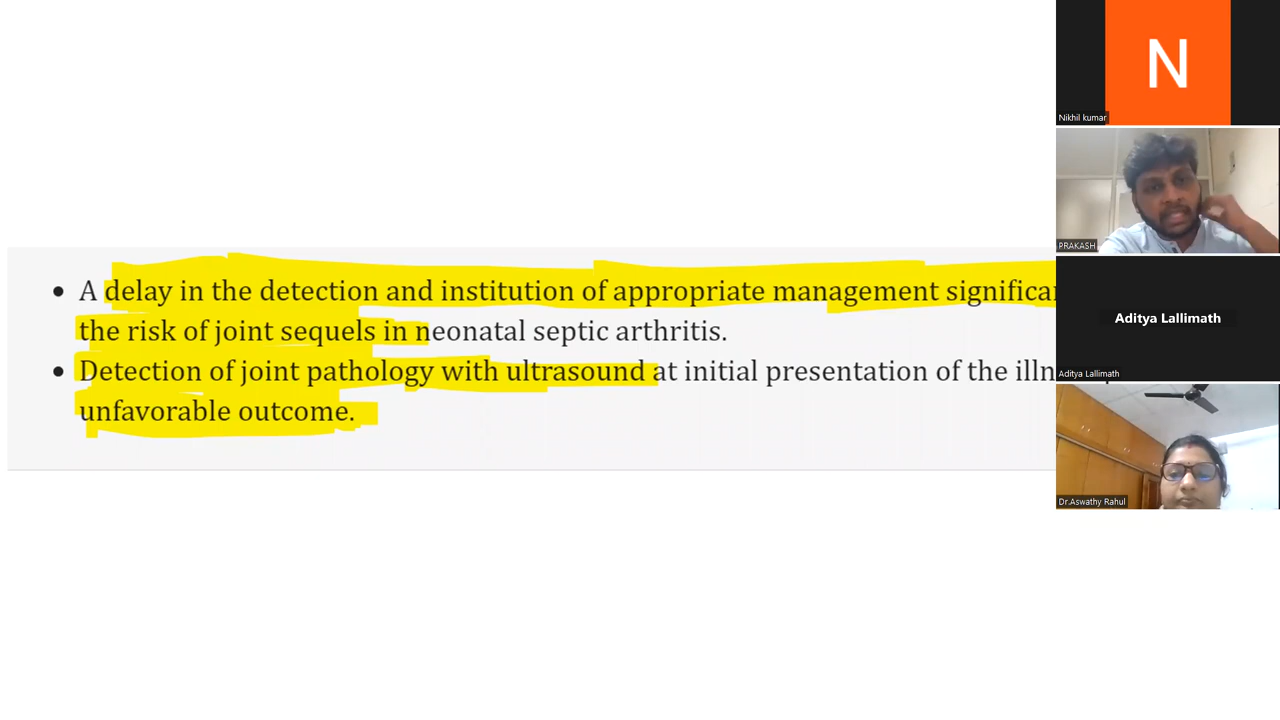 A delay in the detection and institution of appropriate management
the risk of joint sequels in neonatal septic arthritis.
Detection of joint pathology with ultrasound at initial presentation of the
unfavorable outcome.
N
Nikhil kumar
PRAKASH
Aditya Lallimath
Aditya Lallimath
Dr.Aswathy Rahul